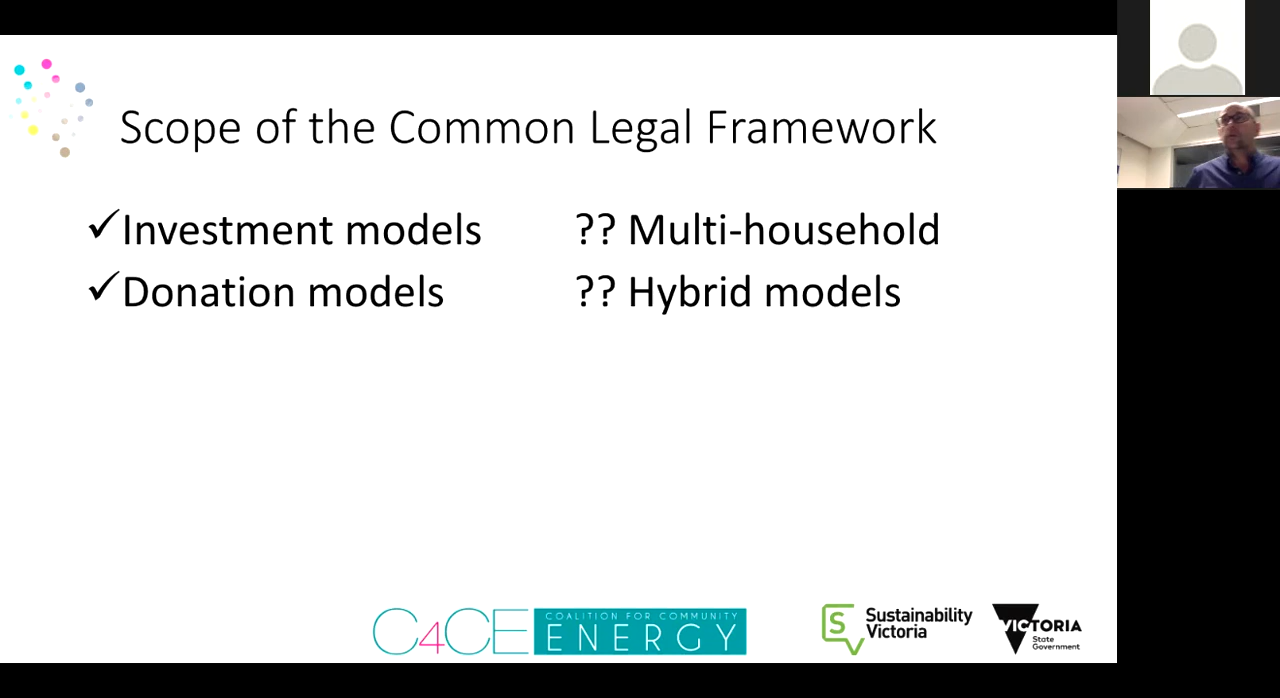 Scope of the Common Legal Framework
✓Investment models
✓Donation models
?? Multi-household
?? Hybrid models
C4CE
COALITION FOR COMMUNITY
ENERGY
S
Sustainability
Victoria
VICTORIA
State
Government